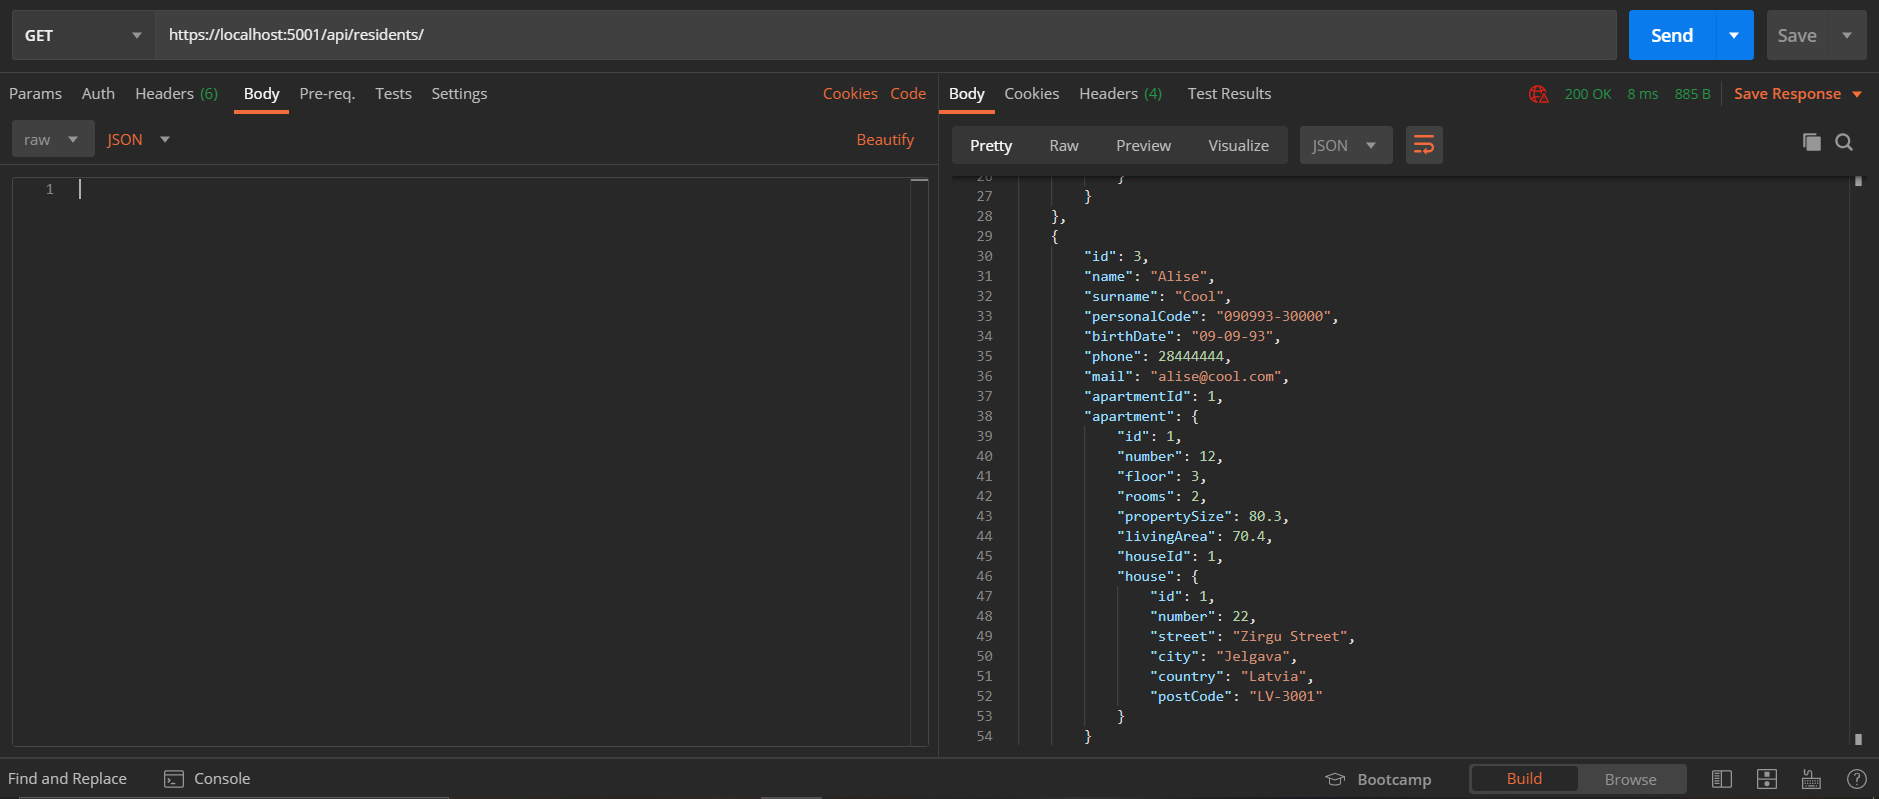 GET https://localhost:5001/api/residents/ Send Save
Params Auth Headers (6) Body Pre-req. Tests Settings Cookies Code
raw JSON Beautify
1
Body Cookies Headers (4) Test Results 200 OK 8 ms 885 B Save Response
Pretty Raw Preview Visualize JSON
26 }
27 }
28 },
29 {
30 "id": 3,
31 "name": "Alise",
32 "surname": "Cool",
33 "personalCode": "090993-30000",
34 "birthDate": "09-09-93",
35 "phone": 28444444,
36 "mail": "alise@cool.com",
37 "apartmentId": 1,
38 "apartment": {
39 "id": 1,
40 "number": 12,
41 "floor": 3,
42 "rooms": 2,
43 "propertySize": 80.3,
44 "livingArea": 70.4,
45 "houseId": 1,
46 "house": {
47 "id": 1,
48 "number": 22,
49 "street": "Zirgu Street",
50 "city": "Jelgava",
51 "country": "Latvia",
52 "postCode": "LV-3001"
53 }
54 }
Find and Replace Console Bootcamp Build Browse